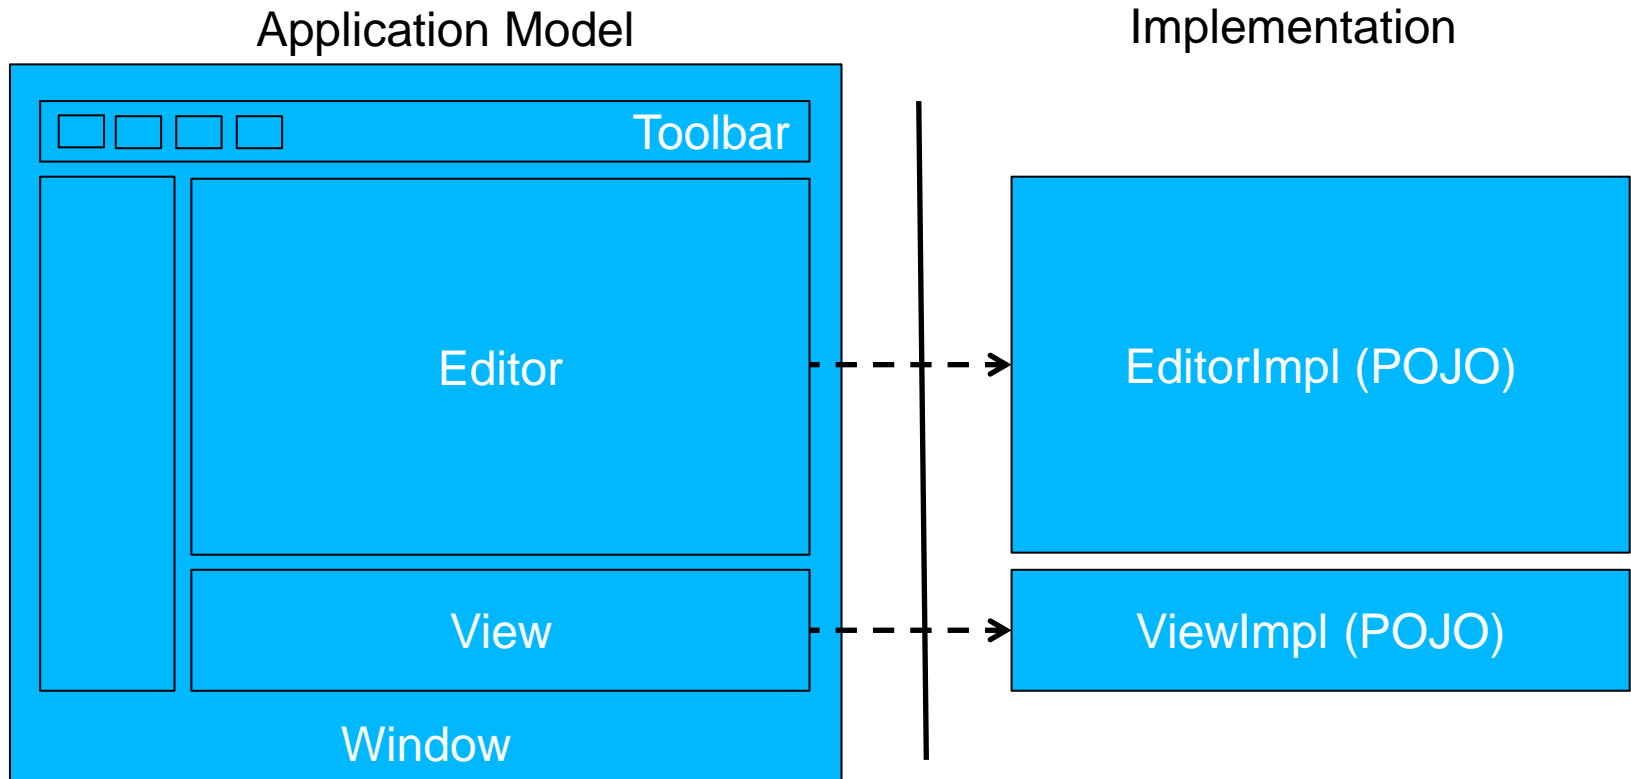 Application Model
Implementation
Toolbar
Editor
EditorImpl (POJO)
View
ViewImpl (POJO)
Window